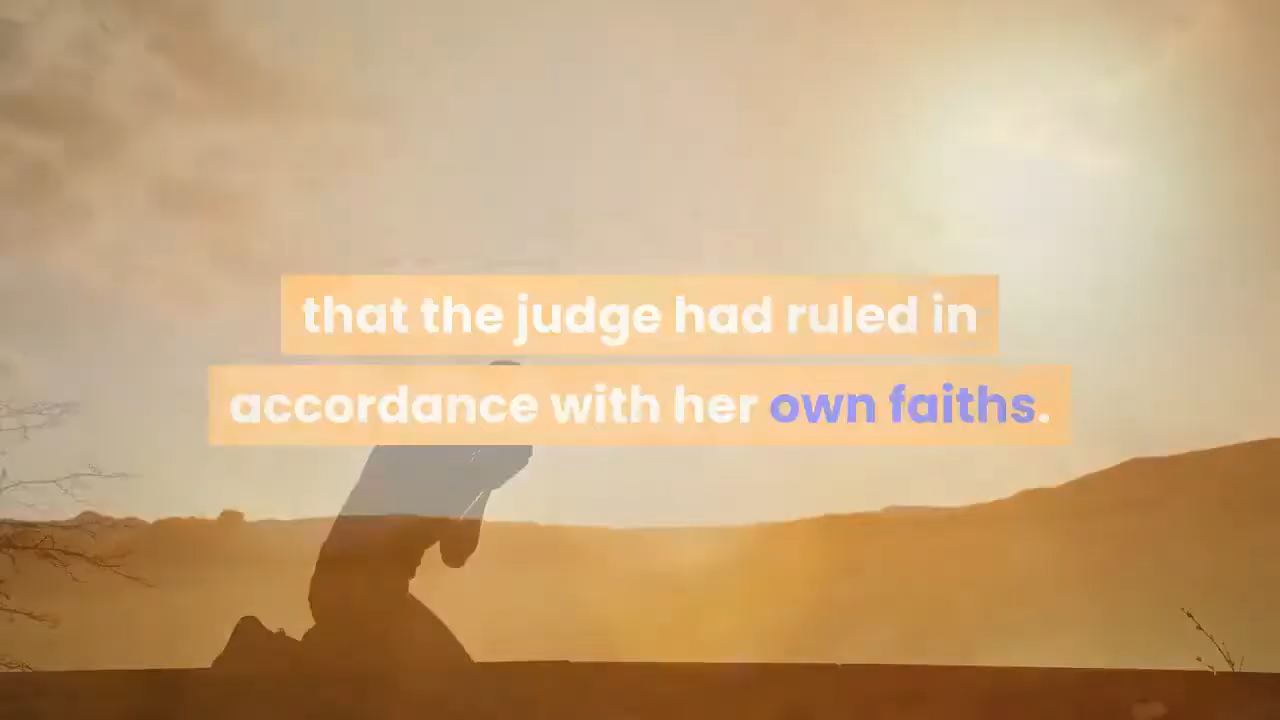 that the judge had ruled in
accordance with her own faiths.